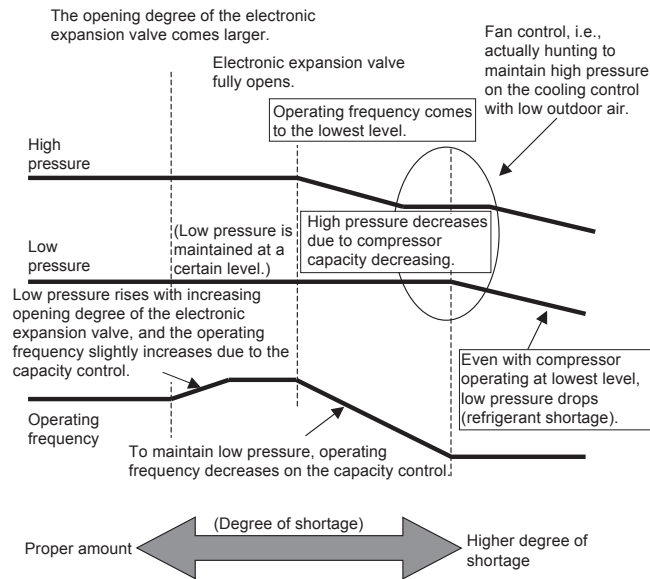 The opening degree of the electronic
expansion valve comes larger.
Electronic expansion valve
fully opens.
Fan control, i.e.,
actually hunting to
maintain high pressure
on the cooling control
with low outdoor air.
Operating frequency comes
to the lowest level.
High
pressure
(Low pressure is
maintained at a
certain level.)
High pressure decreases
due to compressor
capacity decreasing.
Low
pressure
Low pressure rises with increasing
opening degree of the electronic
expansion valve, and the operating
frequency slightly increases due to the
capacity control.
Even with compressor
operating at lowest level,
low pressure drops
(refrigerant shortage).
Operating
frequency
To maintain low pressure, operating
frequency decreases on the capacity control.
(Degree of shortage)
Proper amount
Higher degree of
shortage